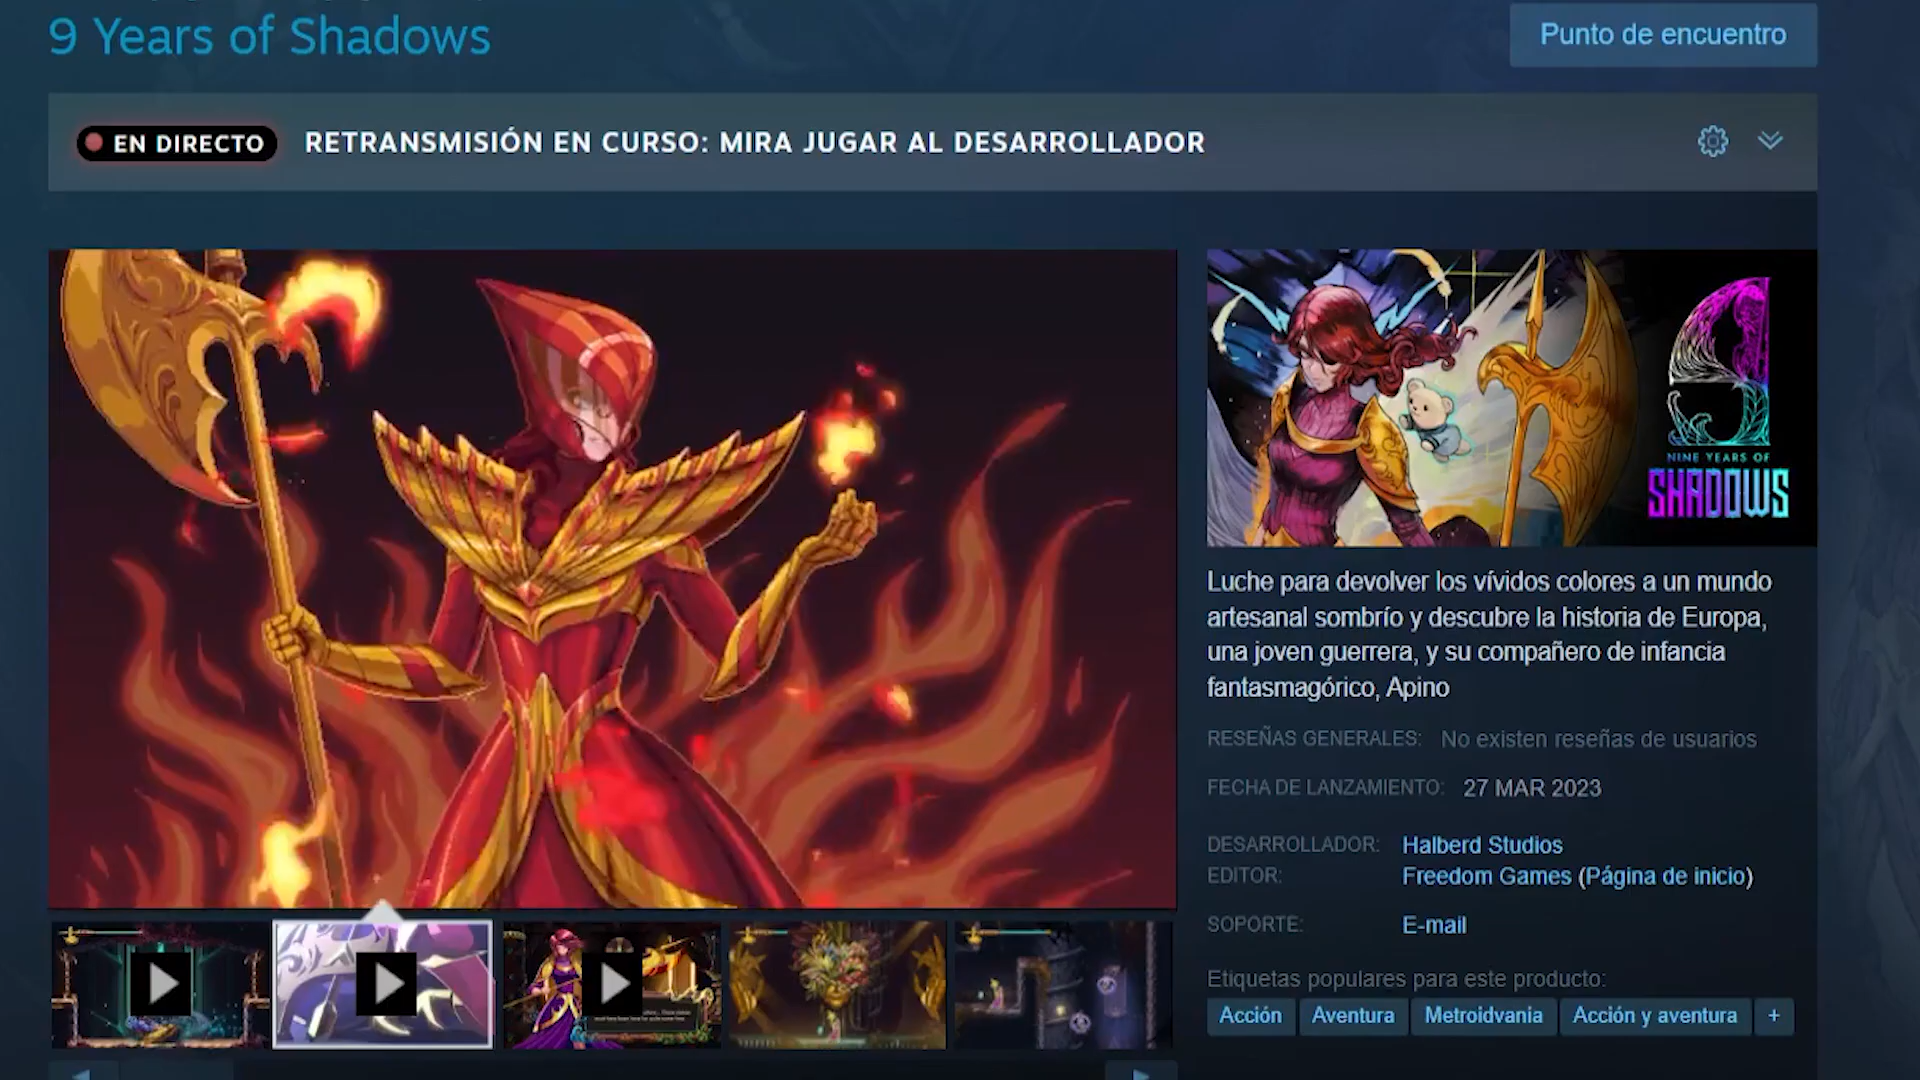 9 Years of Shadows
Punto de encuentro
EN DIRECTO
RETRANSMISIÓN EN CURSO: MIRA JUGAR AL DESARROLLADOR
NINE YEARS OF
SHADOWS
Luche para devolver los vívidos colores a un mundo
artesanal sombrío y descubre la historia de Europa,
una joven guerrera, y su compañero de infancia
fantasmagórico, Apino
RESEÑAS GENERALES: No existen reseñas de usuarios
FECHA DE LANZAMIENTO: 27 MAR 2023
DESARROLLADOR: Halberd Studios
EDITOR: Freedom Games (Página de inicio)
SOPORTE: E-mail
Etiquetas populares para este producto:
Acción Aventura Metroidvania Acción y aventura +